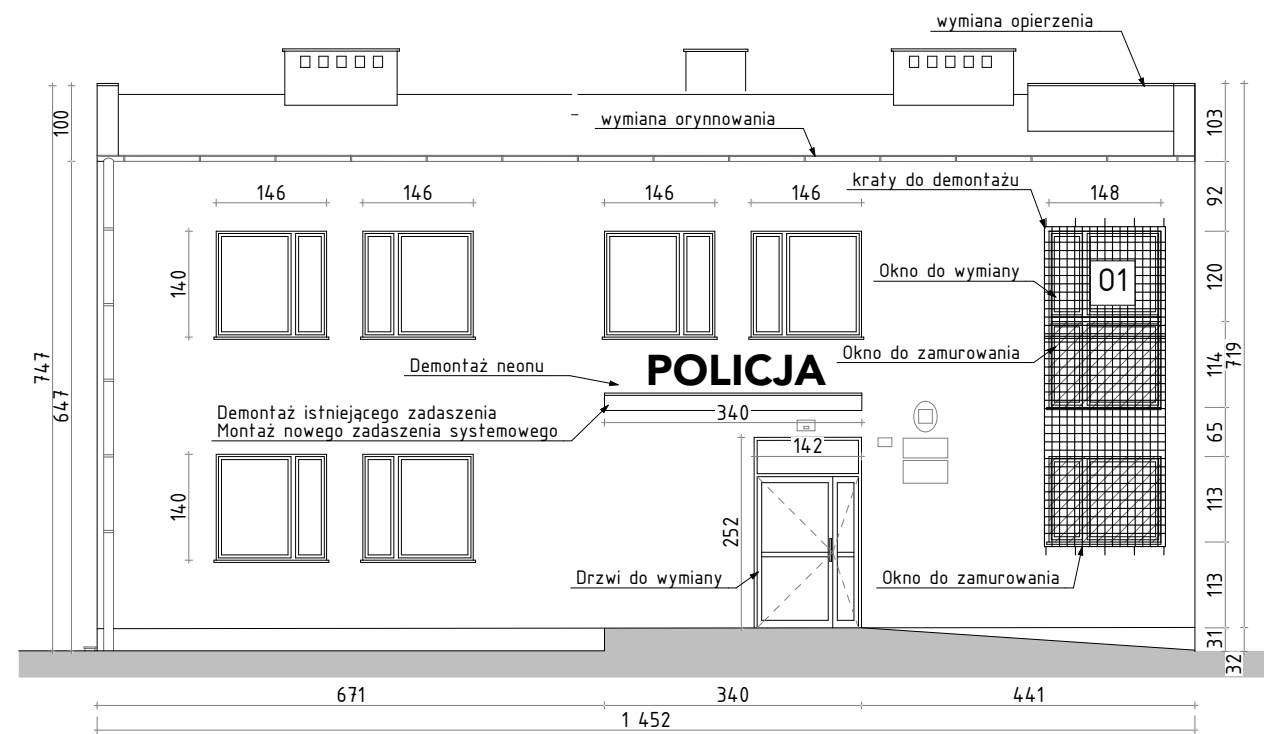 wymiana opierzenia
wymiana orynnowania
100
103
kraty do demontażu
146
146
146
146
148
92
Okno do wymiany
01
140
120
Okno do zamurowania
747
647
114
719
Demontaż neonu
POLICJA
Demontaż istniejącego zadaszenia
Montaż nowego zadaszenia systemowego
340
142
65
140
252
113
Drzwi do wymiany
Okno do zamurowania
113
31
32
671
340
441
1 452